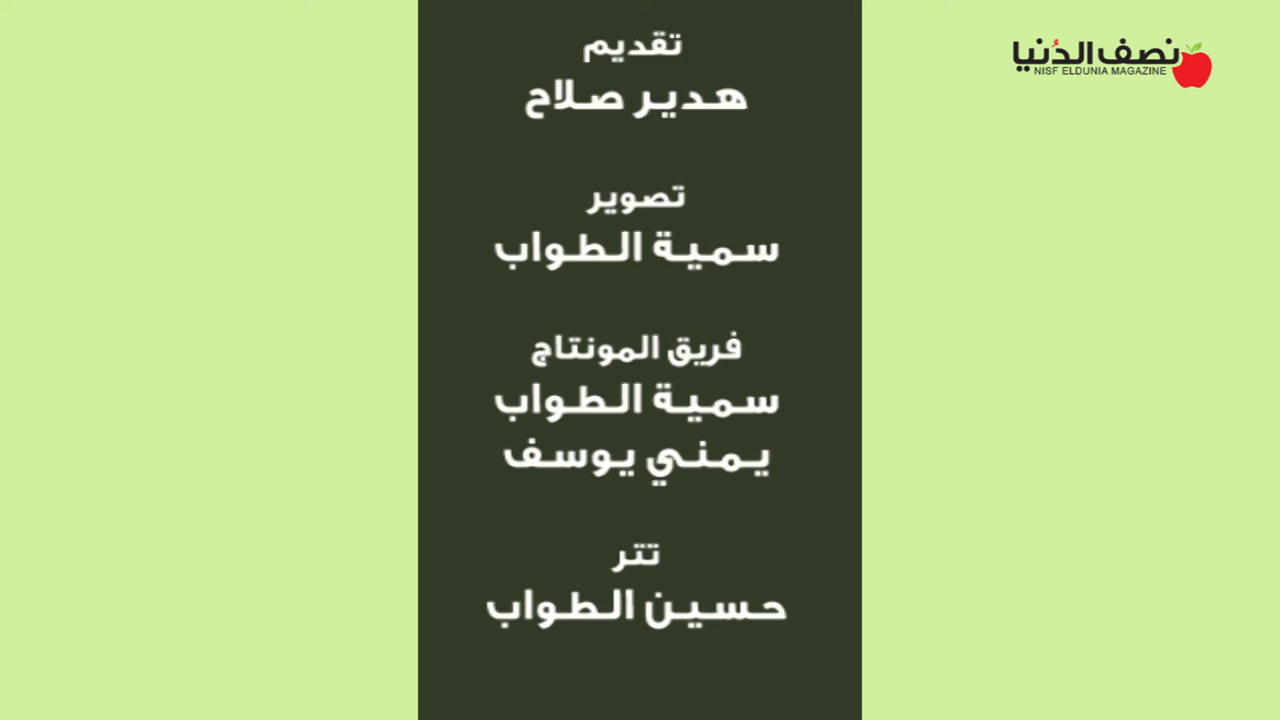 تقديم
هدير صلاح
تصوير
سمية الطواب
فريق المونتاج
سمية الطواب
يمني يوسف
تتر
حسين الطواب
نصف الدُنيا
NISF ELDUNIA MAGAZINE